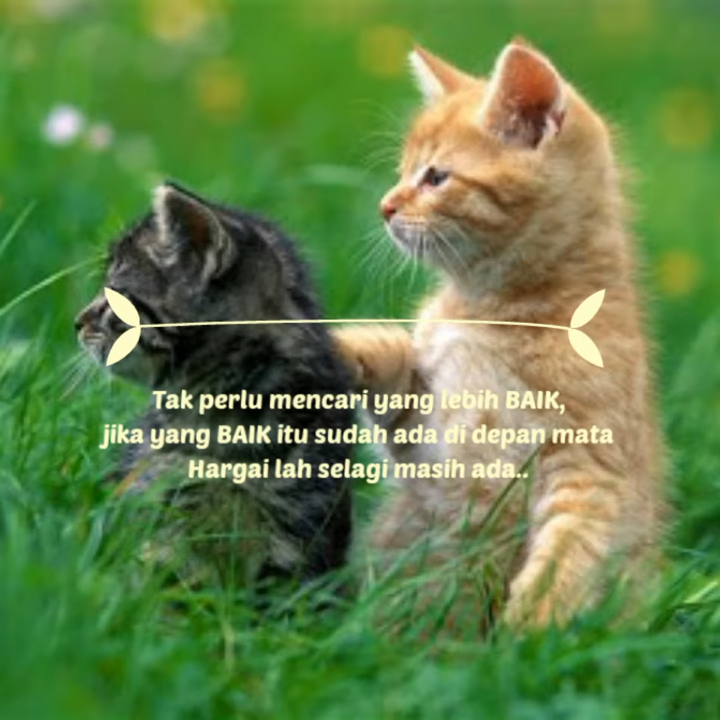 Tak perlu mencari yang lebih BAIK,
jika yang BAIK itu sudah ada di depan mata
Hargai lah selagi masih ada..